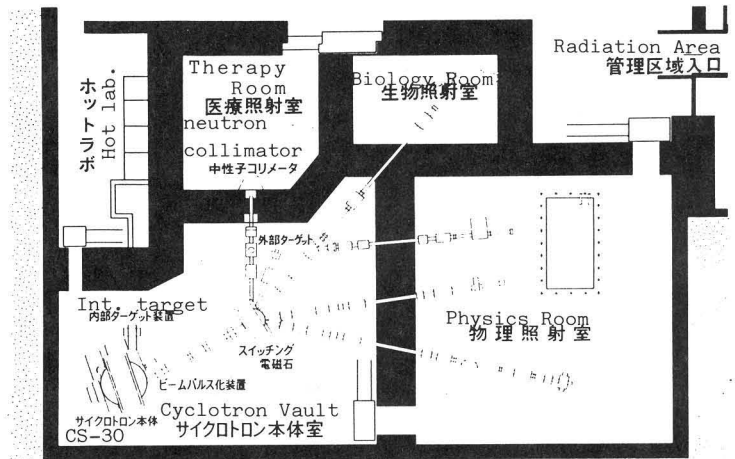 Therapy
Room
医療照射室
neutron
collimator
中性子コリメータ
Biology Room
生物照射室
Radiation Area
管理区域入口
ホットラボ
Hot lab.
外部ターゲット
Int. target
内部ターゲット装置
スイッチング
電磁石
ビームパルス化装置
サイクロトロン本体
CS-30
Cyclotron Vault
サイクロトロン本体室
Physics Room
物理照射室